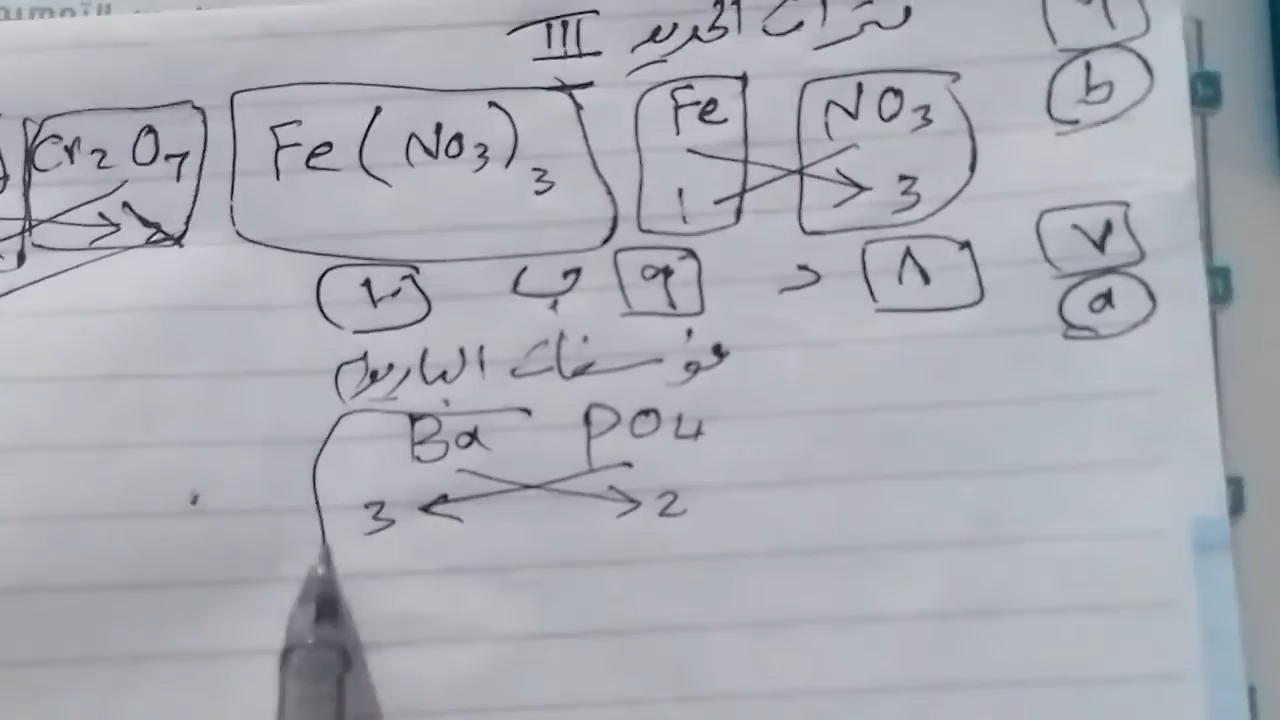 نترات الحديد III
Cr2O7 Fe(NO3)3 Fe NO3 b
1 3
٧
١٠ ب ٩ د ٨ a
فوسفات الباريوم
Ba PO4
3 2